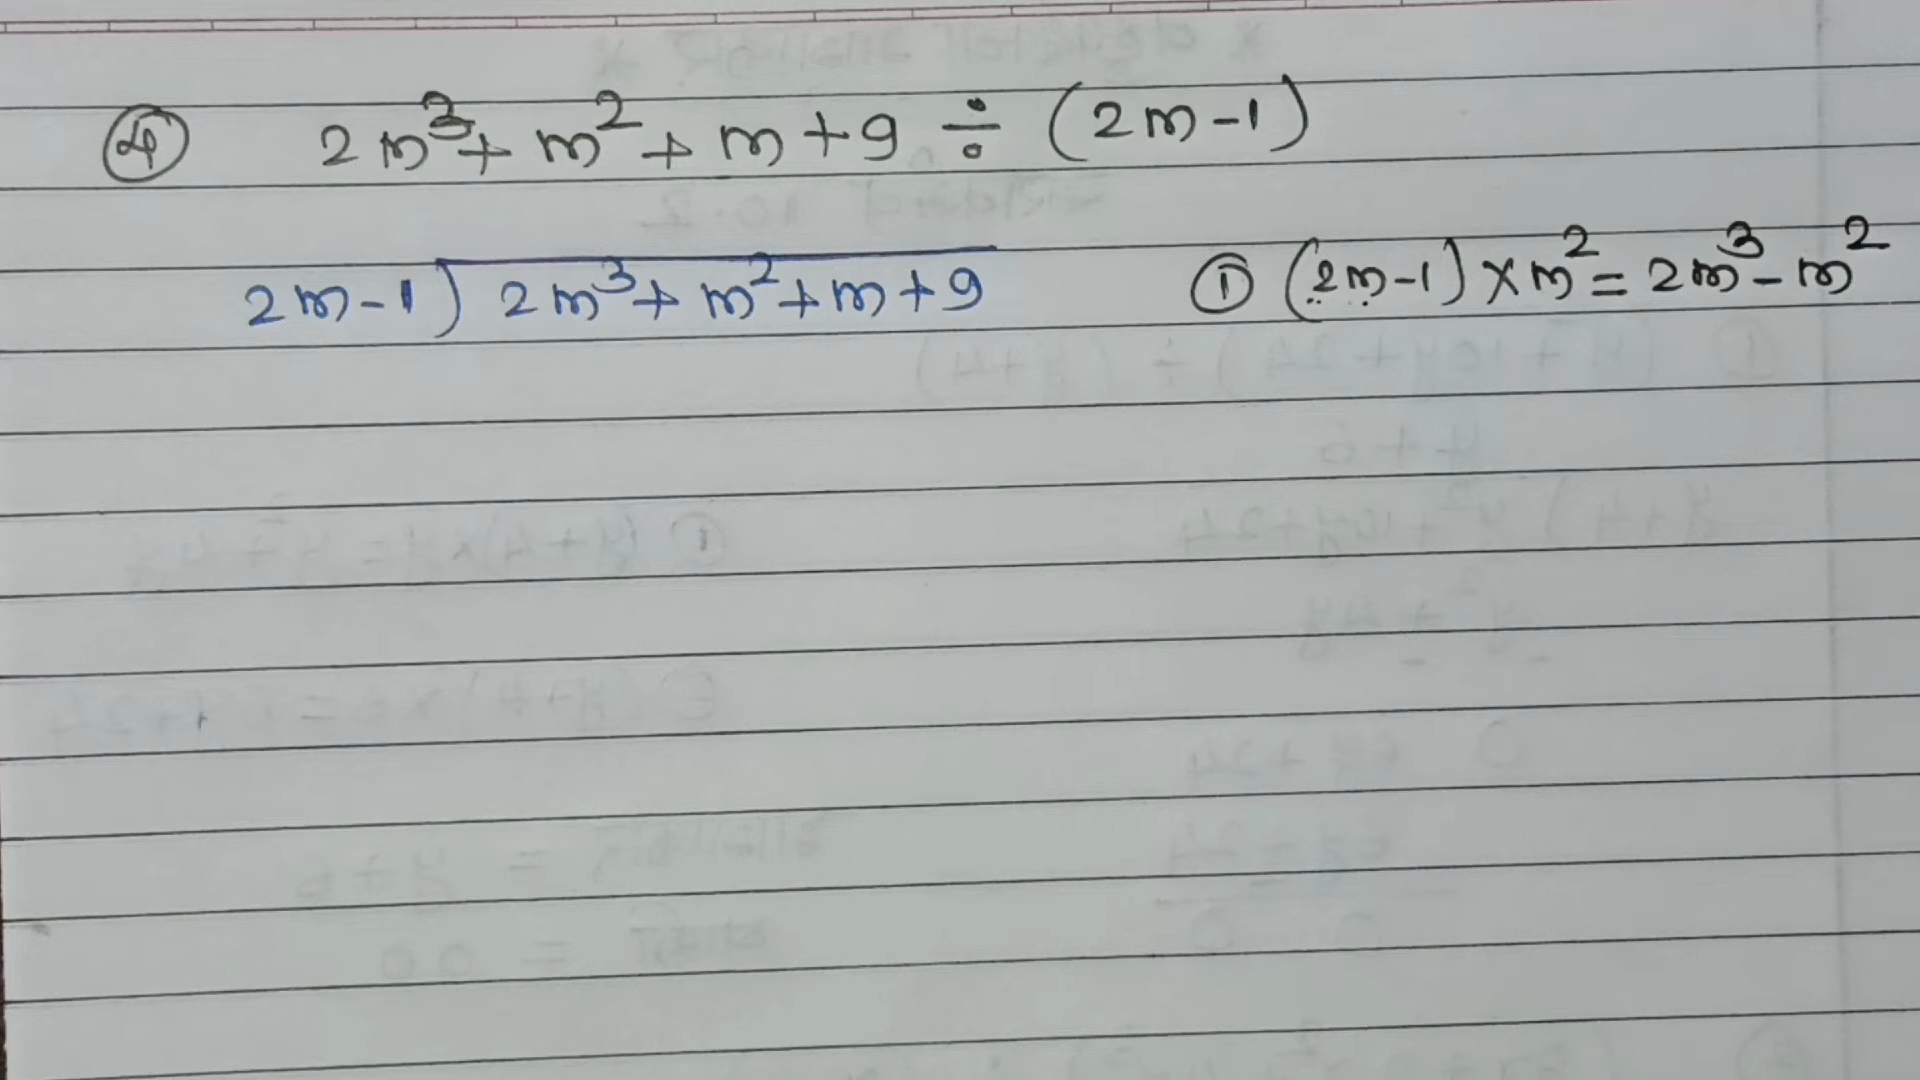 ④ 2m³ + m² + m + 9 ÷ (2m - 1)
2m - 1) 2m³ + m² + m + 9
① (2m - 1) × m² = 2m³ - m²